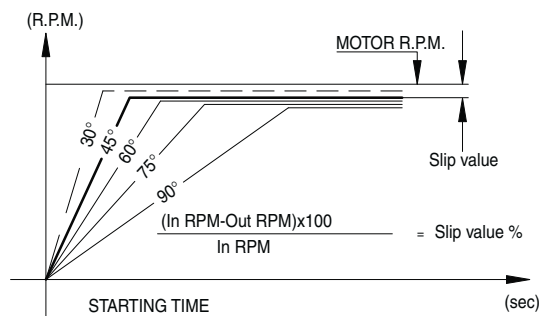 (R.P.M.)
MOTOR R.P.M.
Slip value
30°
45°
60°
75°
90°
(In RPM-Out RPM)x100
In RPM
= Slip value %
STARTING TIME
(sec)